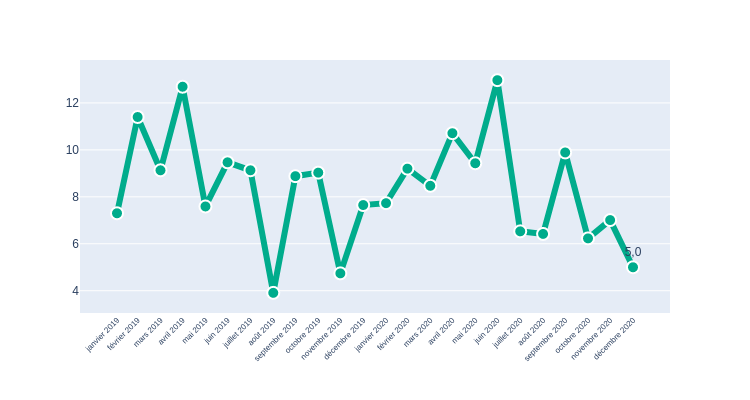 12
10
8
6
4
5,0
janvier 2019
février 2019
mars 2019
avril 2019
mai 2019
juin 2019
juillet 2019
août 2019
septembre 2019
octobre 2019
novembre 2019
décembre 2019
janvier 2020
février 2020
mars 2020
avril 2020
mai 2020
juin 2020
juillet 2020
août 2020
septembre 2020
octobre 2020
novembre 2020
décembre 2020